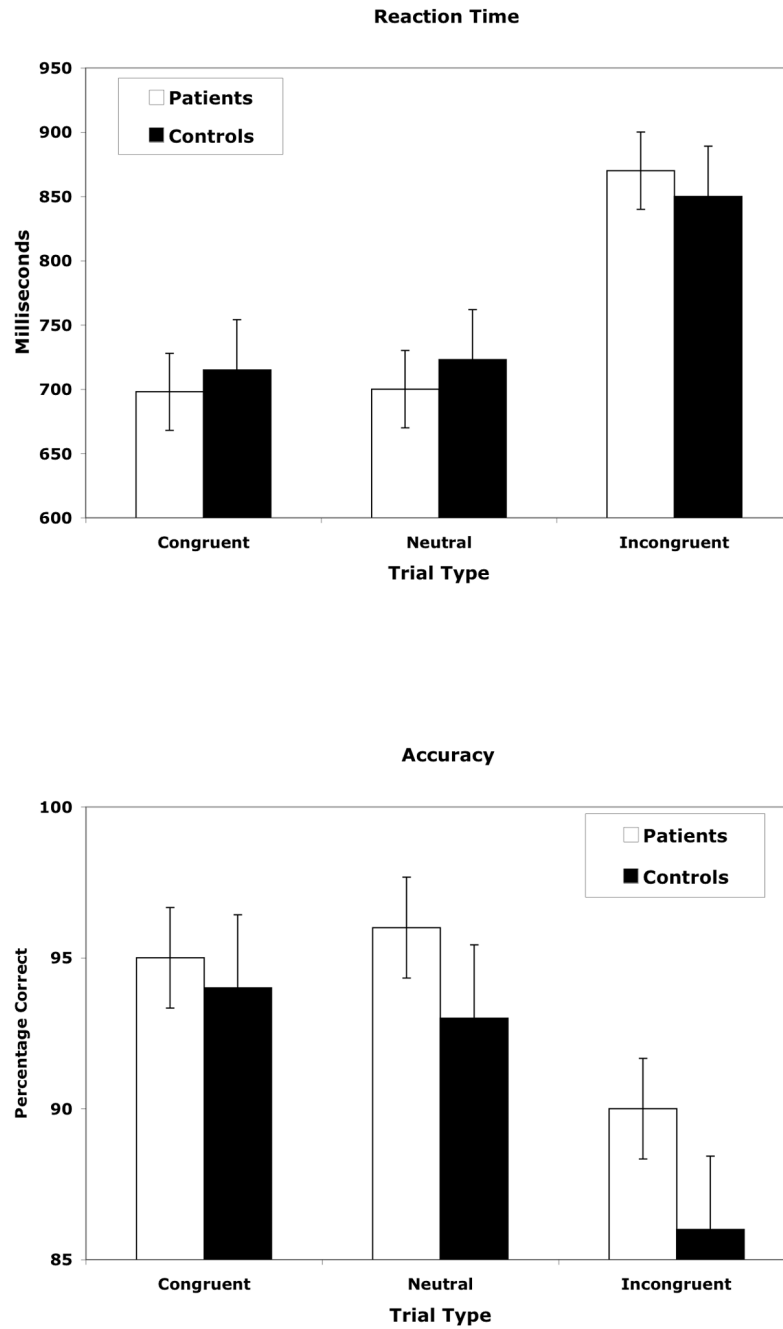 Reaction Time
950
900
850
800
750
700
650
600
Milliseconds
Patients
Controls
Congruent Neutral Incongruent
Trial Type
Accuracy
100
95
90
85
Percentage Correct
Patients
Controls
Congruent Neutral Incongruent
Trial Type